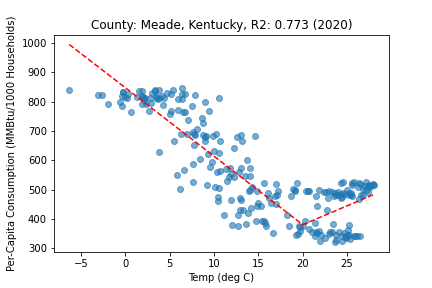 County: Meade, Kentucky, R2: 0.773 (2020)
Per-Capita Consumption (MMBtu/1000 Households)
1000
900
800
700
600
500
400
300
−5 0 5 10 15 20 25
Temp (deg C)